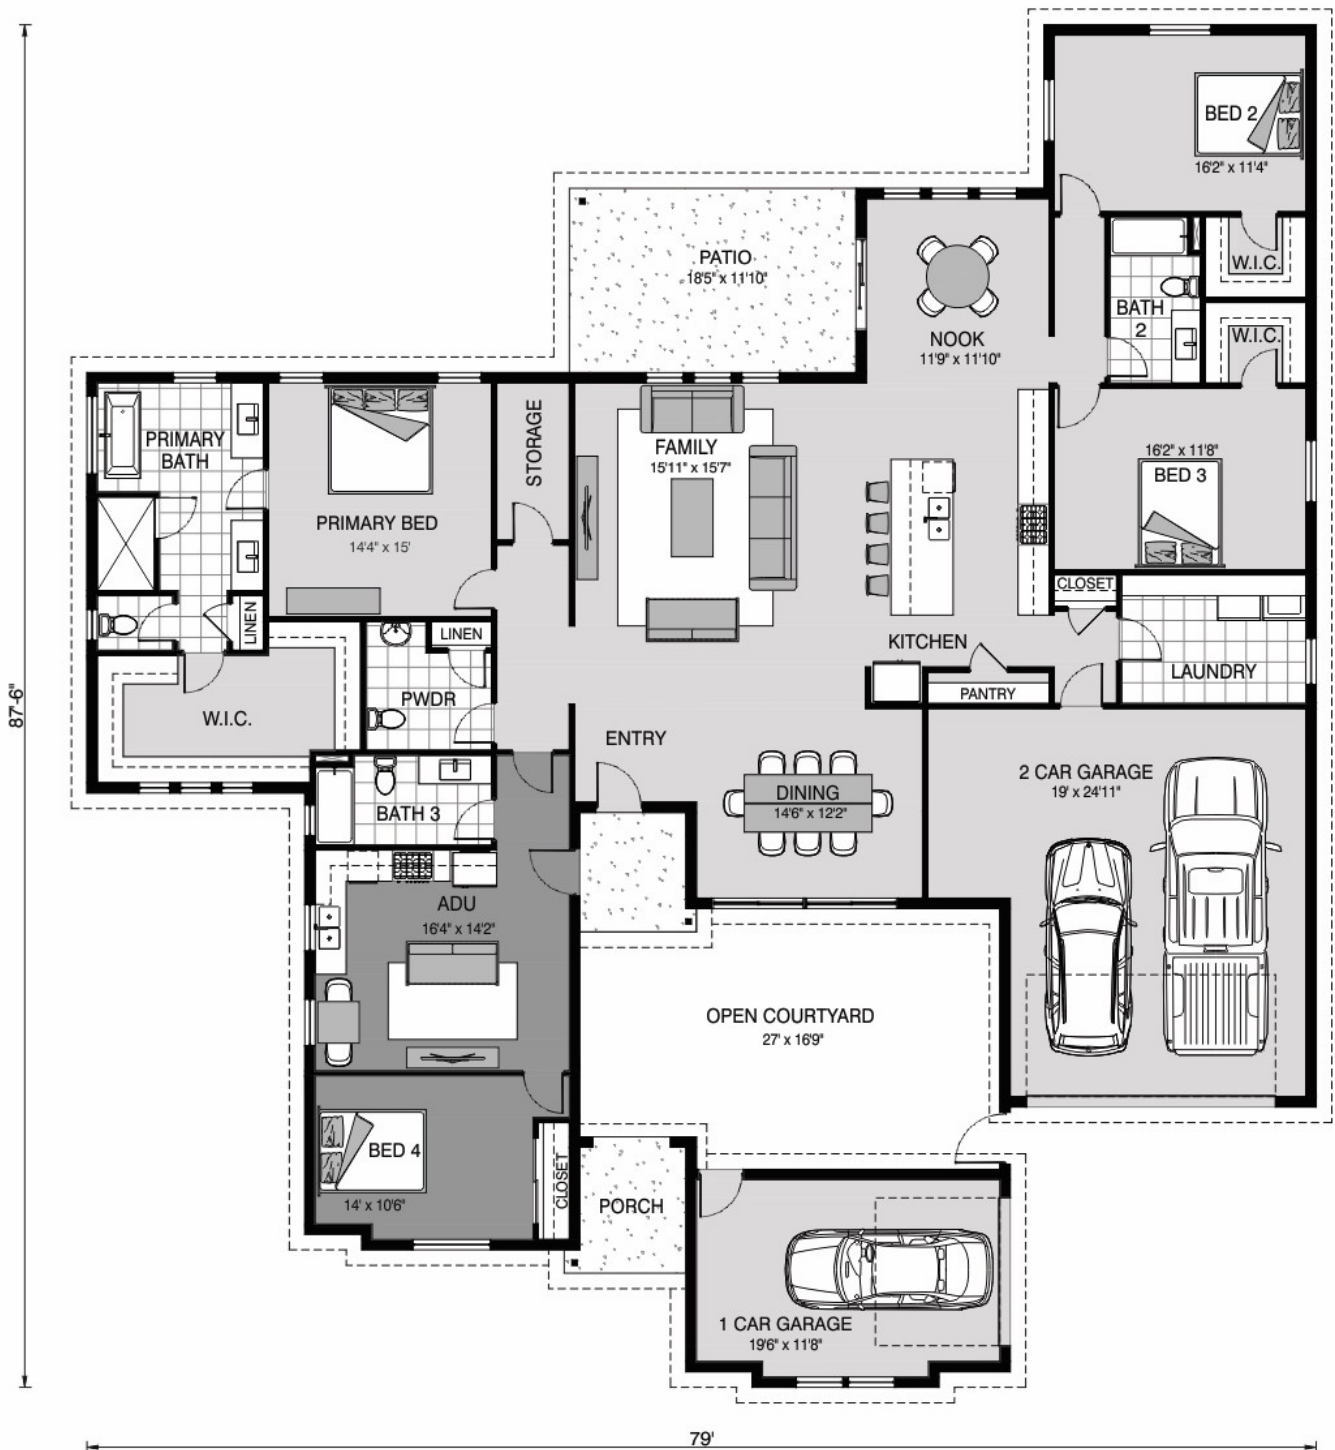 BED 2
16'2" x 11'4"
PATIO
18'5" x 11'10"
W.I.C.
BATH
2
W.I.C.
NOOK
11'9" x 11'10"
PRIMARY
BATH
STORAGE
FAMILY
15'11" x 15'7"
16'2" x 11'8"
BED 3
PRIMARY BED
14'4" x 15'
CLOSET
LINEN
LINEN
KITCHEN
LAUNDRY
PWDR
PANTRY
W.I.C.
87'-6"
ENTRY
2 CAR GARAGE
19' x 24'11"
DINING
14'6" x 12'2"
BATH 3
ADU
16'4" x 14'2"
OPEN COURTYARD
27' x 16'9"
BED 4
CLOSET
14' x 10'6"
PORCH
1 CAR GARAGE
19'6" x 11'8"
79'